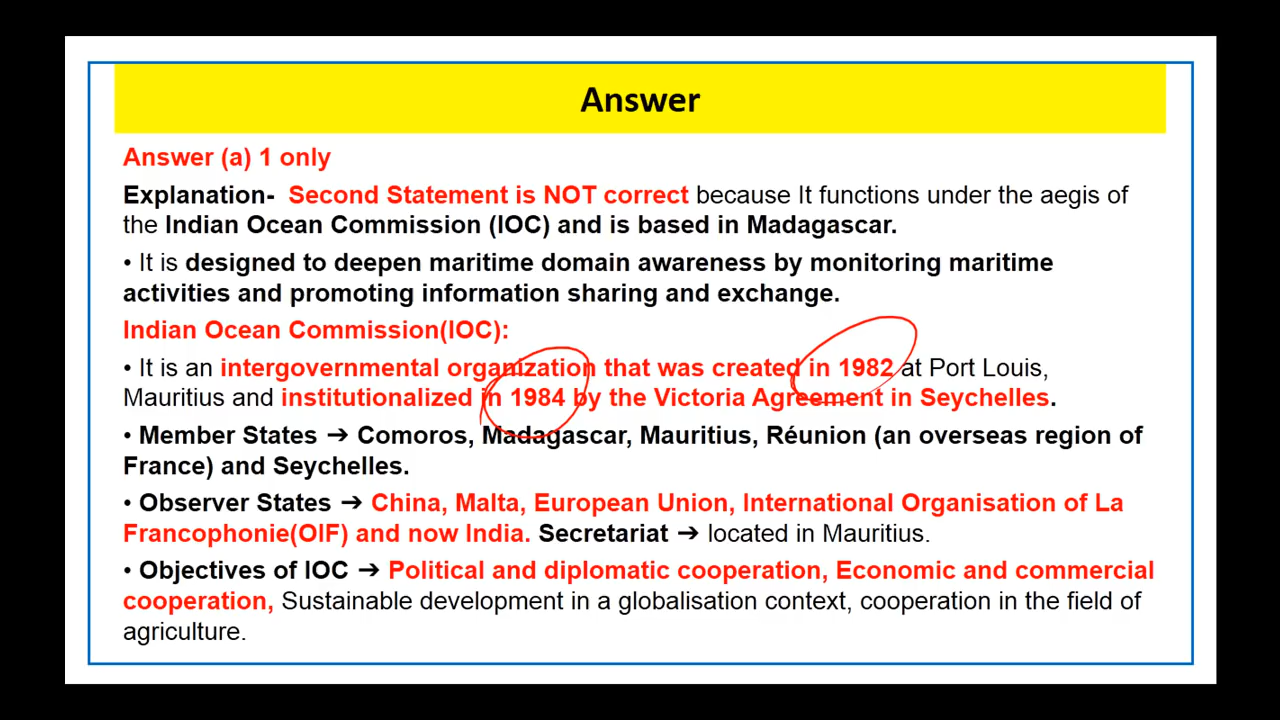 Answer
Answer (a) 1 only
Explanation-  Second Statement is NOT correct because It functions under the aegis of
the Indian Ocean Commission (IOC) and is based in Madagascar.
• It is designed to deepen maritime domain awareness by monitoring maritime
activities and promoting information sharing and exchange.
Indian Ocean Commission(IOC):
• It is an intergovernmental organization that was created in 1982 at Port Louis,
Mauritius and institutionalized in 1984 by the Victoria Agreement in Seychelles.
• Member States ➔ Comoros, Madagascar, Mauritius, Réunion (an overseas region of
France) and Seychelles.
• Observer States ➔ China, Malta, European Union, International Organisation of La
Francophonie(OIF) and now India. Secretariat ➔ located in Mauritius.
• Objectives of IOC ➔ Political and diplomatic cooperation, Economic and commercial
cooperation, Sustainable development in a globalisation context, cooperation in the field of
agriculture.